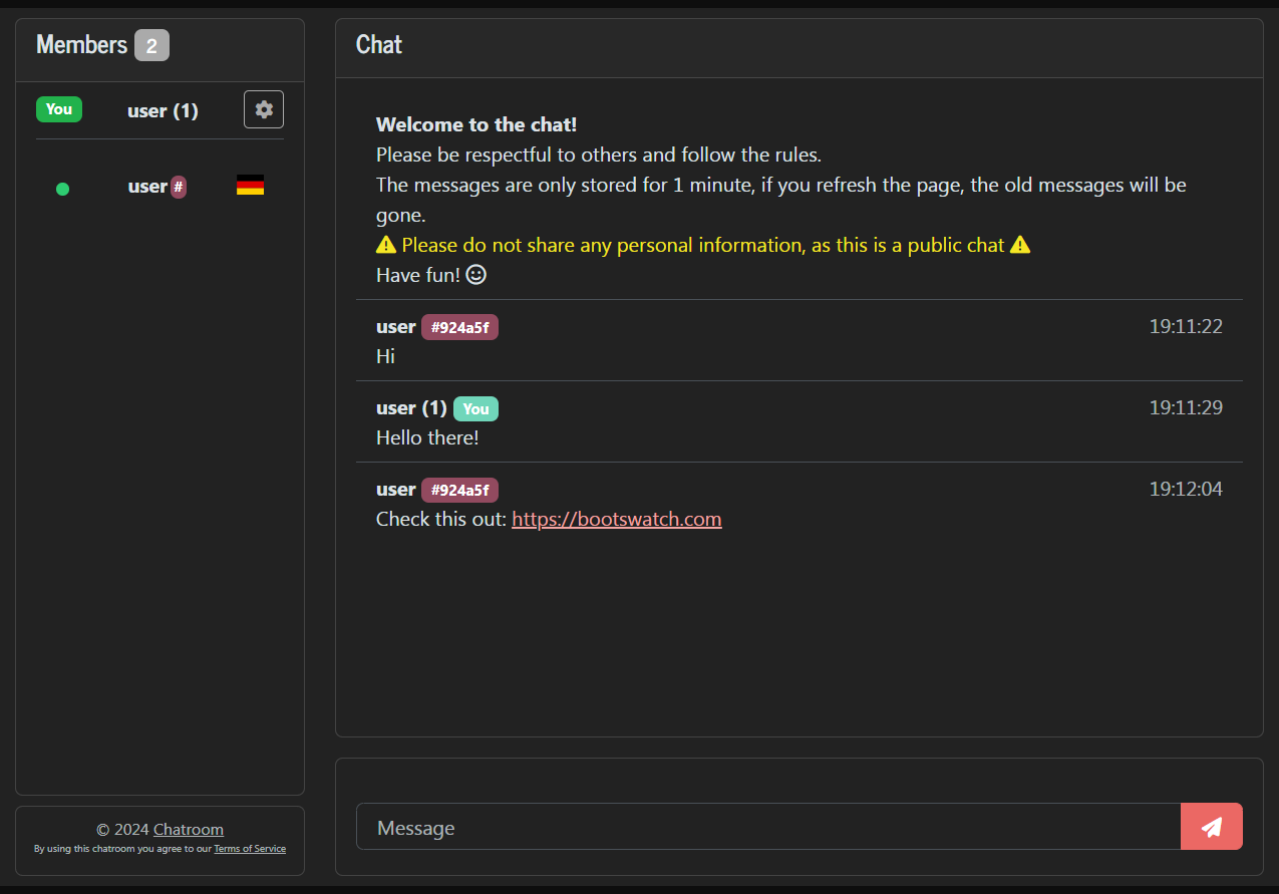 Members 2
You user (1)
user #
© 2024 Chatroom
By using this chatroom you agree to our Terms of Service
Chat
Welcome to the chat!
Please be respectful to others and follow the rules.
The messages are only stored for 1 minute, if you refresh the page, the old messages will be
gone.
Please do not share any personal information, as this is a public chat
Have fun!
user #924a5f 19:11:22
Hi
user (1) You 19:11:29
Hello there!
user #924a5f 19:12:04
Check this out: https://bootswatch.com
Message